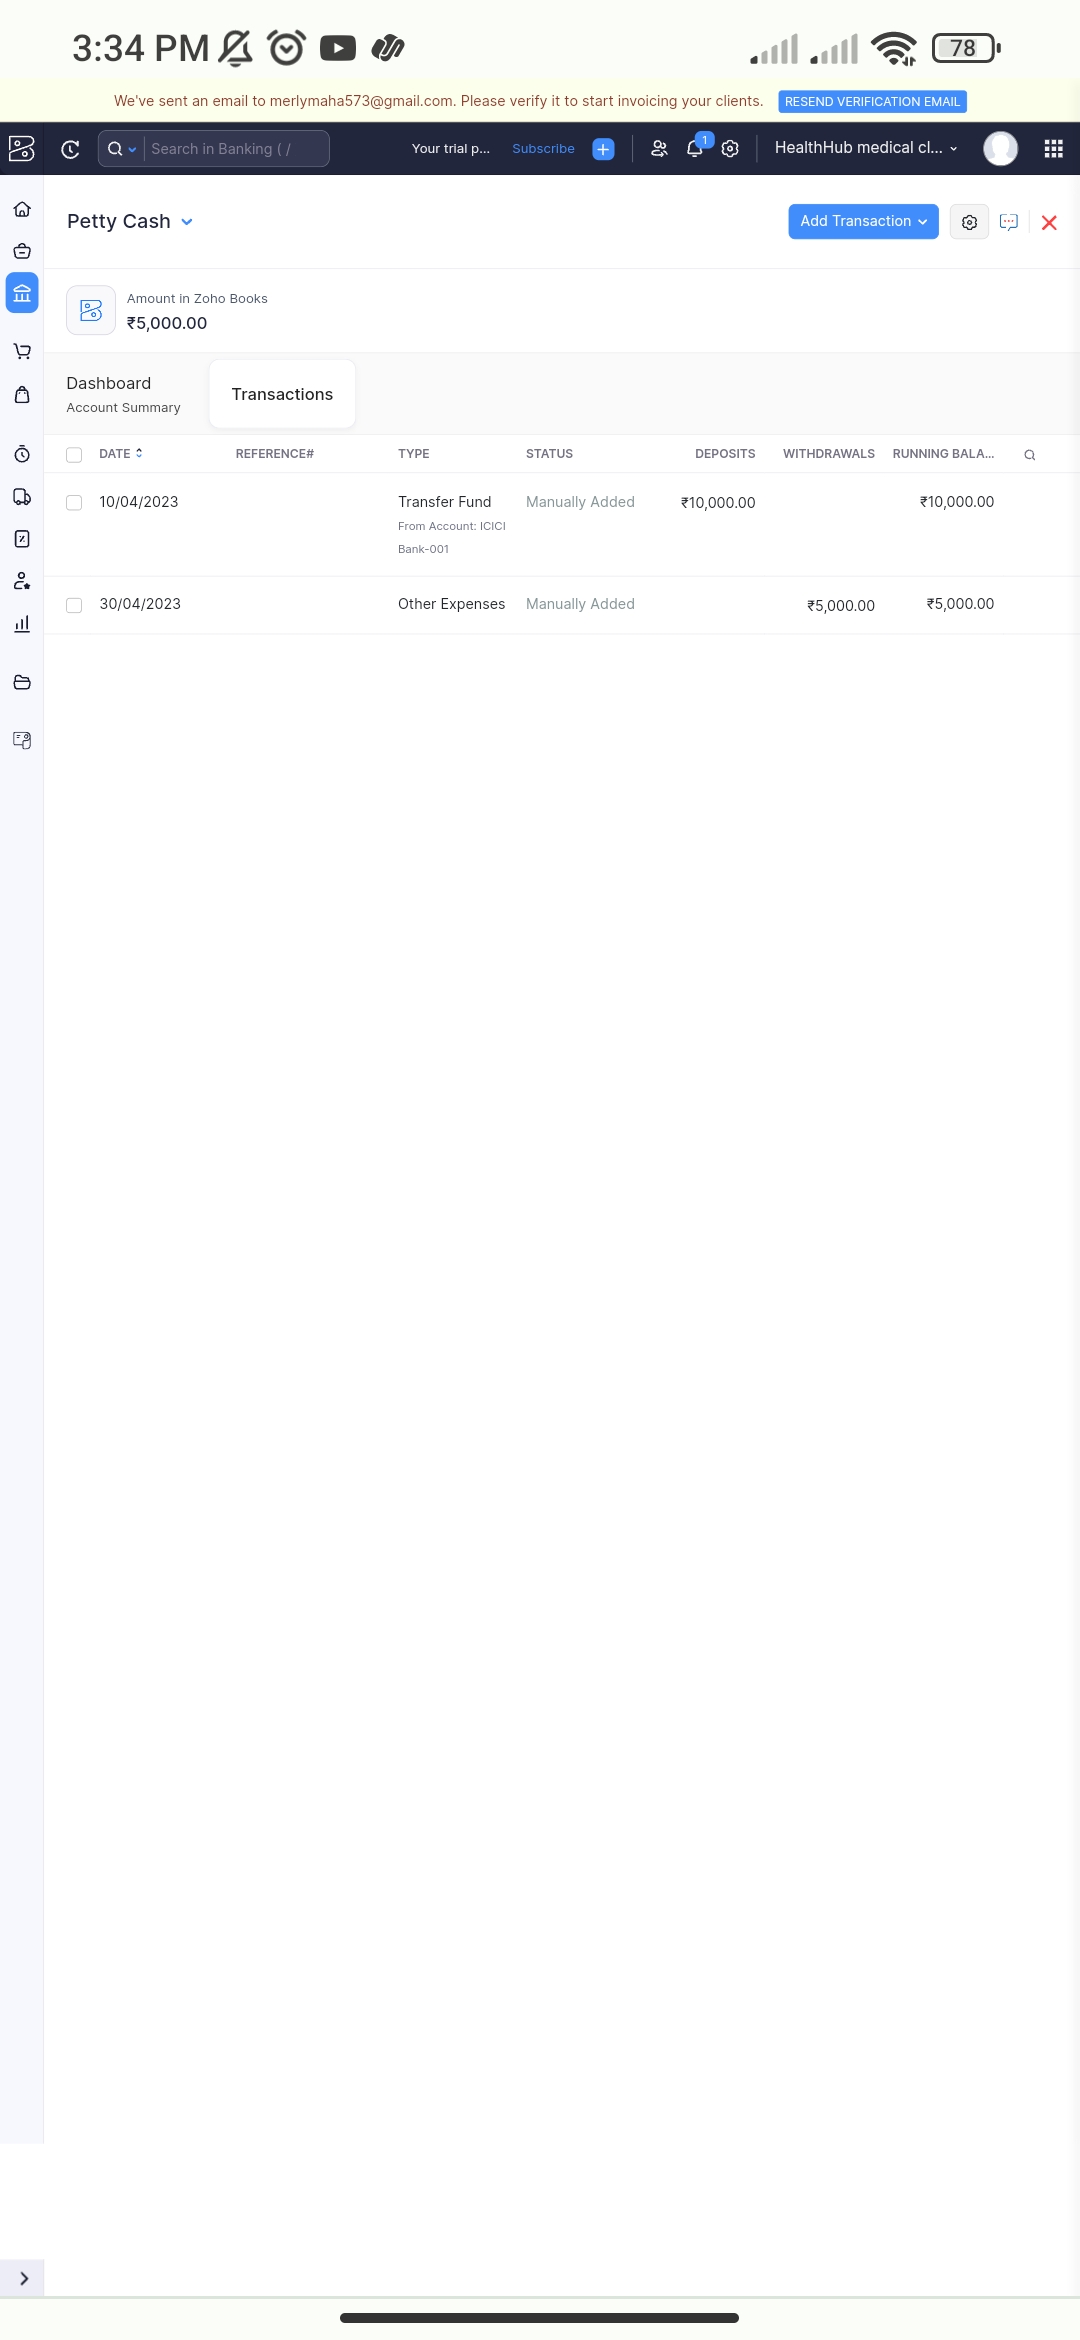 3:34 PM 78
We've sent an email to merlymaha573@gmail.com. Please verify it to start invoicing your clients. RESEND VERIFICATION EMAIL
Search in Banking ( / Your trial p... Subscribe 1 HealthHub medical cl...
Petty Cash Add Transaction
Amount in Zoho Books
₹5,000.00
Dashboard
Account Summary
Transactions
DATE REFERENCE# TYPE STATUS DEPOSITS WITHDRAWALS RUNNING BALA...
10/04/2023 Transfer Fund Manually Added ₹10,000.00 ₹10,000.00
From Account: ICICI
Bank-001
30/04/2023 Other Expenses Manually Added ₹5,000.00 ₹5,000.00